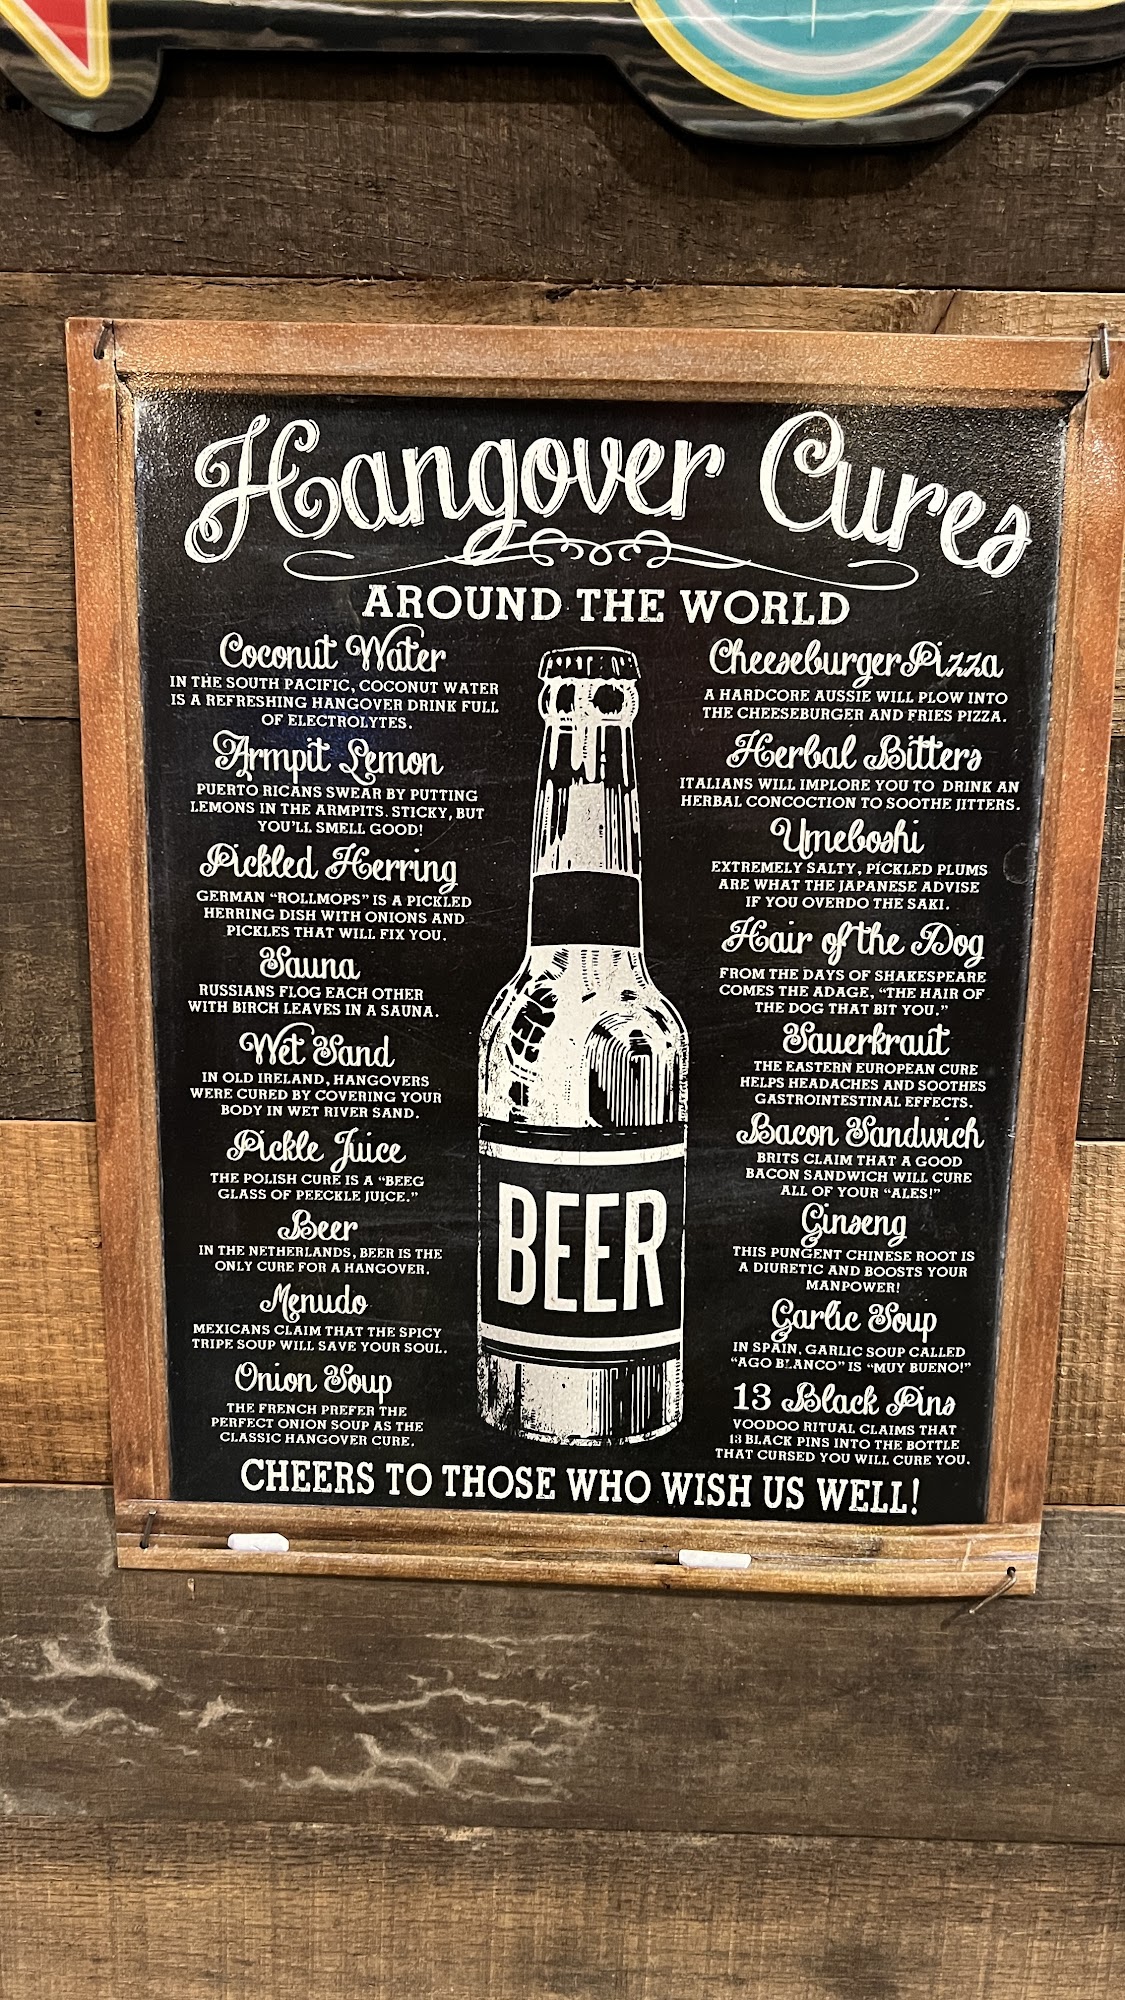 Hangover Cures
AROUND THE WORLD
Coconut Water
IN THE SOUTH PACIFIC, COCONUT WATER
IS A REFRESHING HANGOVER DRINK FULL
OF ELECTROLYTES.
Armpit Lemon
PUERTO RICANS SWEAR BY PUTTING
LEMONS IN THE ARMPITS. STICKY, BUT
YOU'LL SMELL GOOD!
Pickled Herring
GERMAN "ROLLMOPS" IS A PICKLED
HERRING DISH WITH ONIONS AND
PICKLES THAT WILL FIX YOU.
Sauna
RUSSIANS FLOG EACH OTHER
WITH BIRCH LEAVES IN A SAUNA.
Wet Sand
IN OLD IRELAND, HANGOVERS
WERE CURED BY COVERING YOUR
BODY IN WET RIVER SAND.
Pickle Juice
THE POLISH CURE IS A "BEEG
GLASS OF PEECKLE JUICE."
Beer
IN THE NETHERLANDS, BEER IS THE
ONLY CURE FOR A HANGOVER.
Menudo
MEXICANS CLAIM THAT THE SPICY
TRIPE SOUP WILL SAVE YOUR SOUL.
Onion Soup
THE FRENCH PREFER THE
PERFECT ONION SOUP AS THE
CLASSIC HANGOVER CURE.
BEER
Cheeseburger Pizza
A HARDCORE AUSSIE WILL PLOW INTO
THE CHEESEBURGER AND FRIES PIZZA.
Herbal Bitters
ITALIANS WILL IMPLORE YOU TO DRINK AN
HERBAL CONCOCTION TO SOOTHE JITTERS.
Umeboshi
EXTREMELY SALTY, PICKLED PLUMS
ARE WHAT THE JAPANESE ADVISE
IF YOU OVERDO THE SAKI.
Hair of the Dog
FROM THE DAYS OF SHAKESPEARE
COMES THE ADAGE, "THE HAIR OF
THE DOG THAT BIT YOU."
Sauerkraut
THE EASTERN EUROPEAN CURE
HELPS HEADACHES AND SOOTHES
GASTROINTESTINAL EFFECTS.
Bacon Sandwich
BRITS CLAIM THAT A GOOD
BACON SANDWICH WILL CURE
ALL OF YOUR "ALES!"
Ginseng
THIS PUNGENT CHINESE ROOT IS
A DIURETIC AND BOOSTS YOUR
MANPOWER!
Garlic Soup
IN SPAIN, GARLIC SOUP CALLED
"AGO BLANCO" IS "MUY BUENO!"
13 Black Pins
VOODOO RITUAL CLAIMS THAT
13 BLACK PINS INTO THE BOTTLE
THAT CURSED YOU WILL CURE YOU.
CHEERS TO THOSE WHO WISH US WELL!